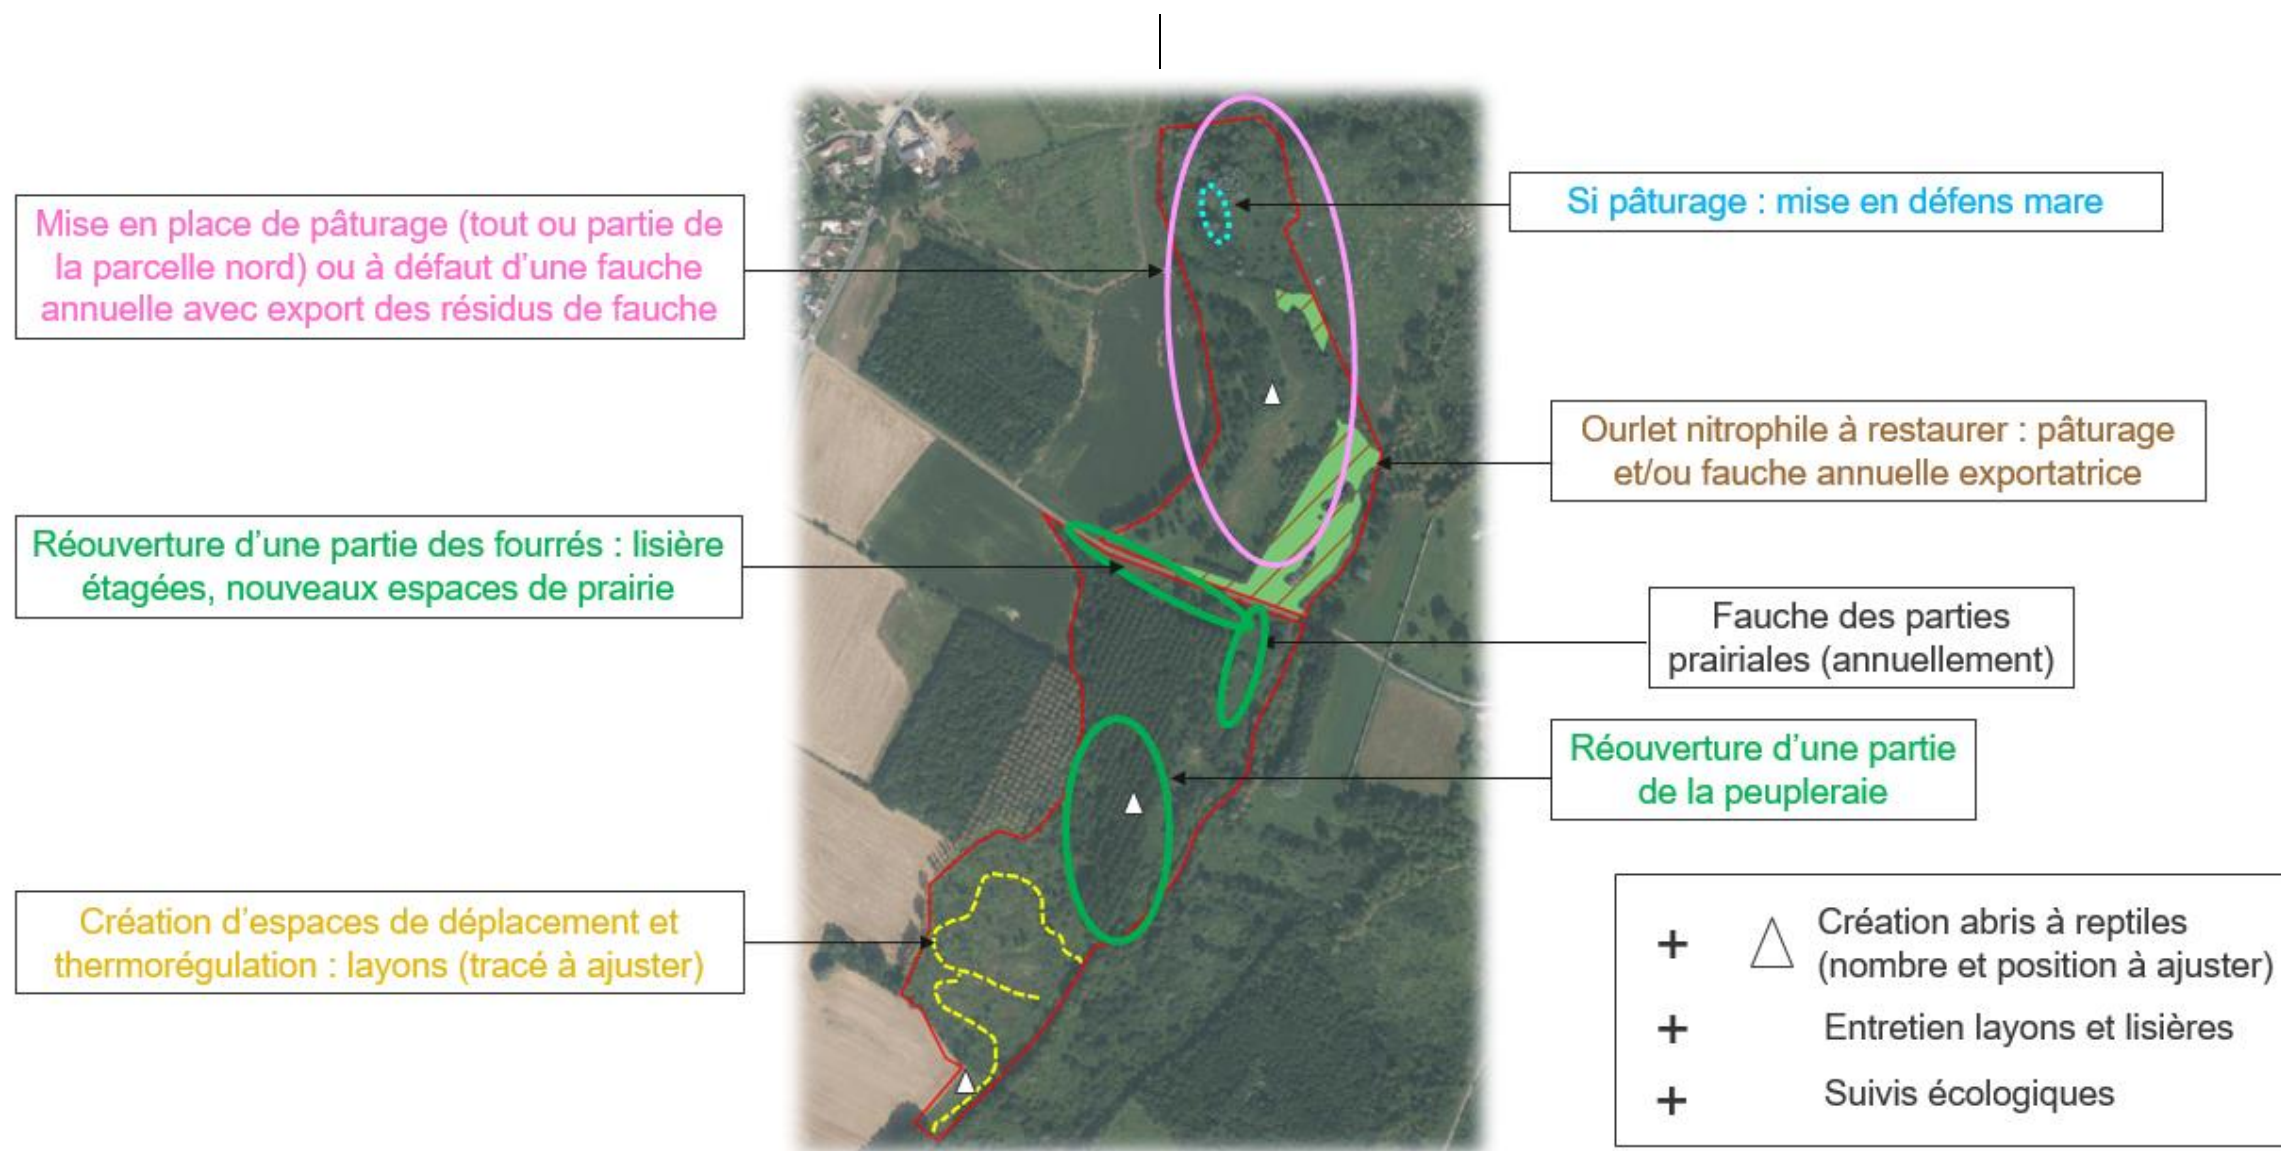 Mise en place de pâturage (tout ou partie de
la parcelle nord) ou à défaut d'une fauche
annuelle avec export des résidus de fauche
Si pâturage : mise en défens mare
Ourlet nitrophile à restaurer : pâturage
et/ou fauche annuelle exportatrice
Réouverture d'une partie des fourrés : lisière
étagées, nouveaux espaces de prairie
Fauche des parties
prairiales (annuellement)
Réouverture d'une partie
de la peupleraie
Création d'espaces de déplacement et
thermorégulation : layons (tracé à ajuster)
+ Création abris à reptiles
(nombre et position à ajuster)
+ Entretien layons et lisières
+ Suivis écologiques